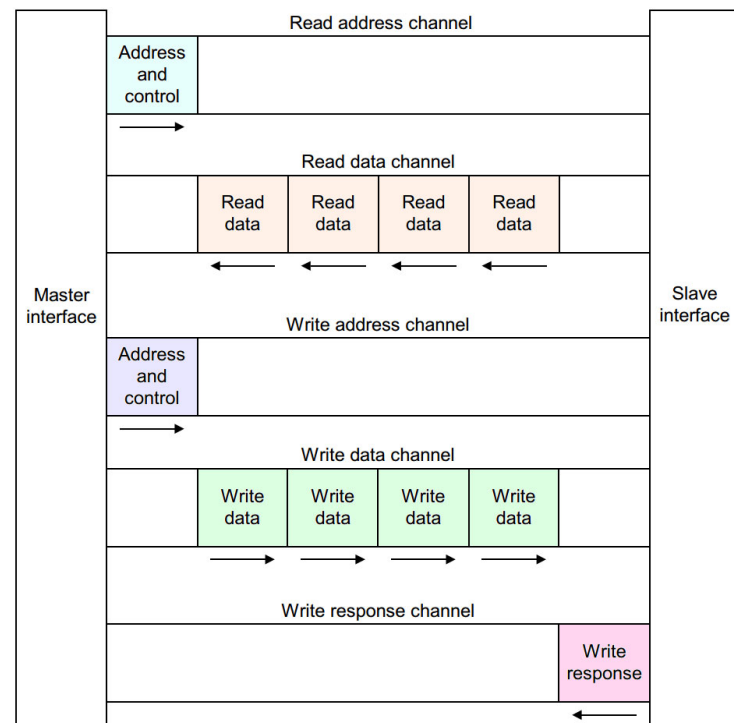 Read address channel
Address
and
control
Read data channel
Read
data
Read
data
Read
data
Read
data
Master
interface
Slave
interface
Write address channel
Address
and
control
Write data channel
Write
data
Write
data
Write
data
Write
data
Write response channel
Write
response